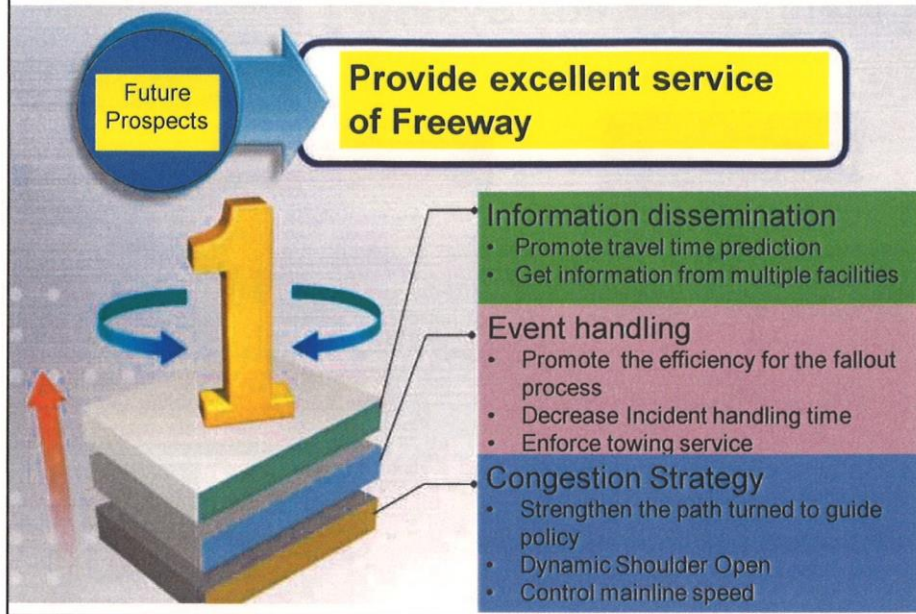 Future
Prospects
Provide excellent service
of Freeway
1
Information dissemination
• Promote travel time prediction
• Get information from multiple facilities
Event handling
• Promote the efficiency for the fallout
process
• Decrease Incident handling time
• Enforce towing service
Congestion Strategy
• Strengthen the path turned to guide
policy
• Dynamic Shoulder Open
• Control mainline speed